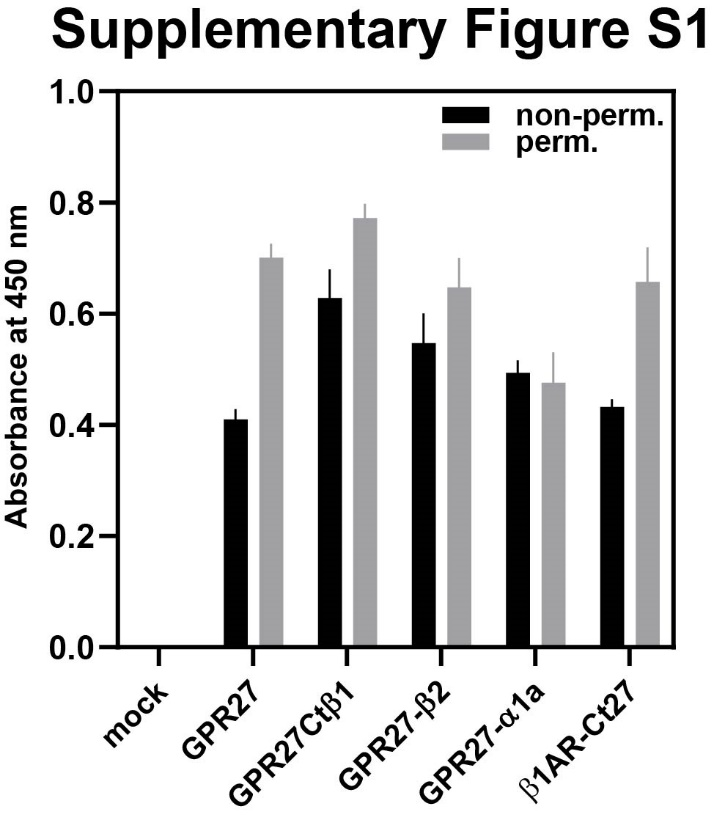 Supplementary Figure S1
1.0
non-perm.
perm.
0.8
0.6
0.4
0.2
0.0
Absorbance at 450 nm
mock
GPR27
GPR27Ctβ1
GPR27-β2
GPR27-α1a
β1AR-Ct27